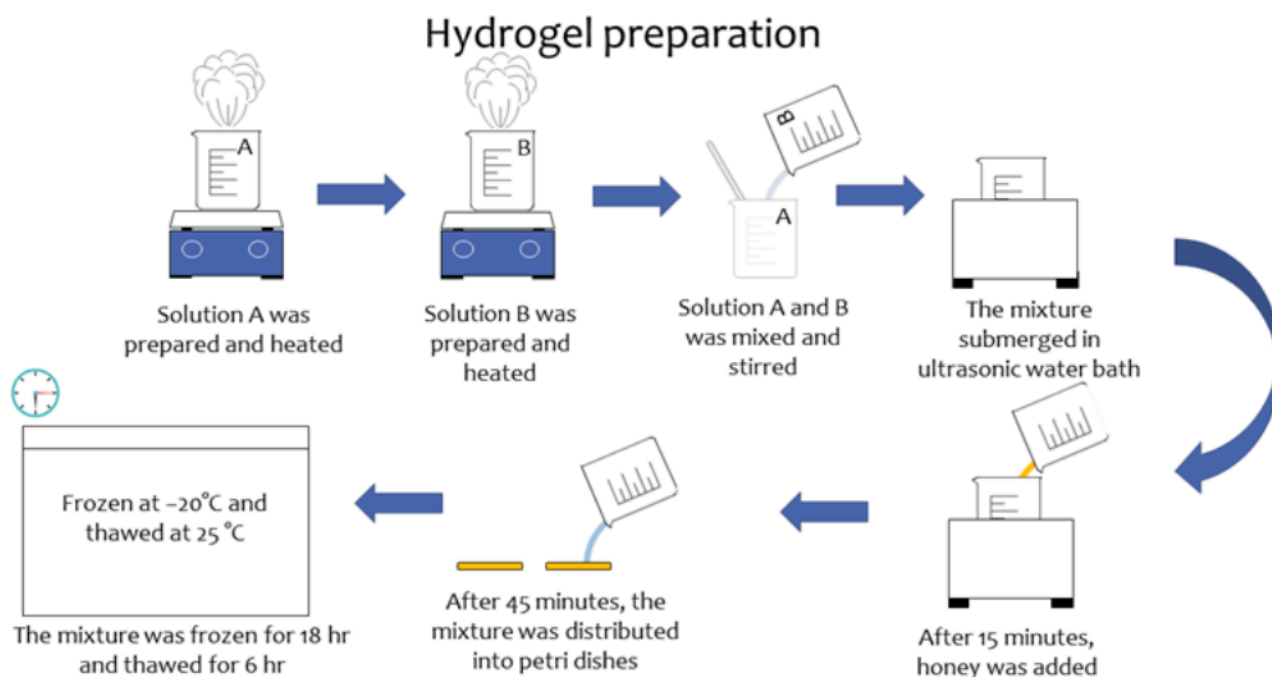 Hydrogel preparation
A
B
B
A
Solution A was
prepared and heated
Solution B was
prepared and
heated
Solution A and B
was mixed and
stirred
The mixture
submerged in
ultrasonic water bath
After 15 minutes,
honey was added
After 45 minutes, the
mixture was distributed
into petri dishes
Frozen at –20°C and
thawed at 25 °C
The mixture was frozen for 18 hr
and thawed for 6 hr